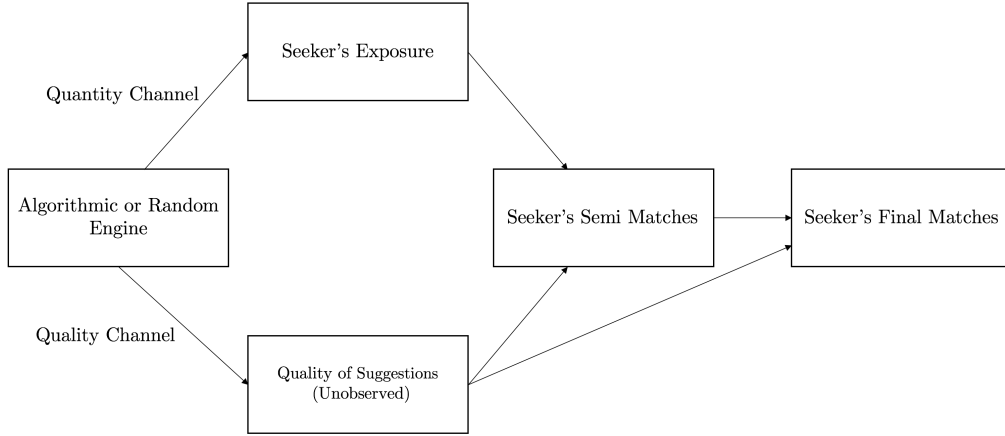 Seeker's Exposure
Quantity Channel
Algorithmic or Random
Engine
Seeker's Semi Matches
Seeker's Final Matches
Quality Channel
Quality of Suggestions
(Unobserved)